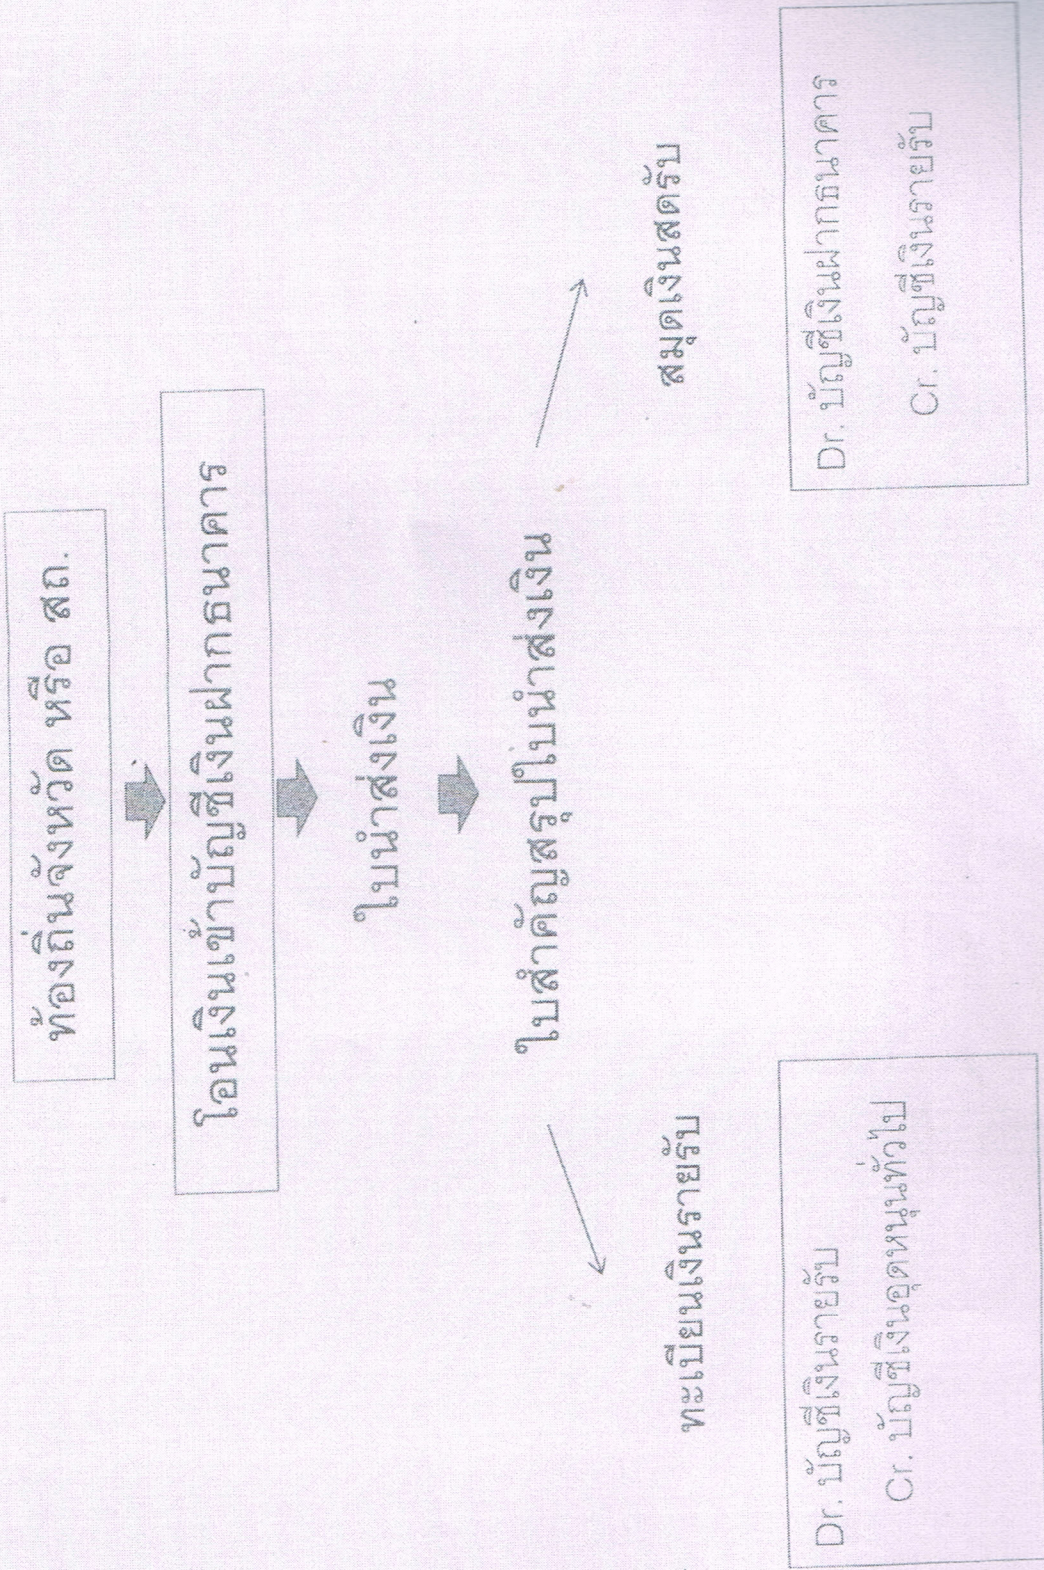 ท้องถิ่นจังหวัด หรือ สถ.
โอนเงินเข้าบัญชีเงินฝากธนาคาร
ใบนำส่งเงิน
ใบสำคัญสรุปใบนำส่งเงิน
ทะเบียนเงินรายรับ
สมุดเงินสดรับ
Dr. บัญชีเงินรายรับ
Cr. บัญชีเงินอุดหนุนทั่วไป
Dr. บัญชีเงินฝากธนาคาร
Cr. บัญชีเงินรายรับ